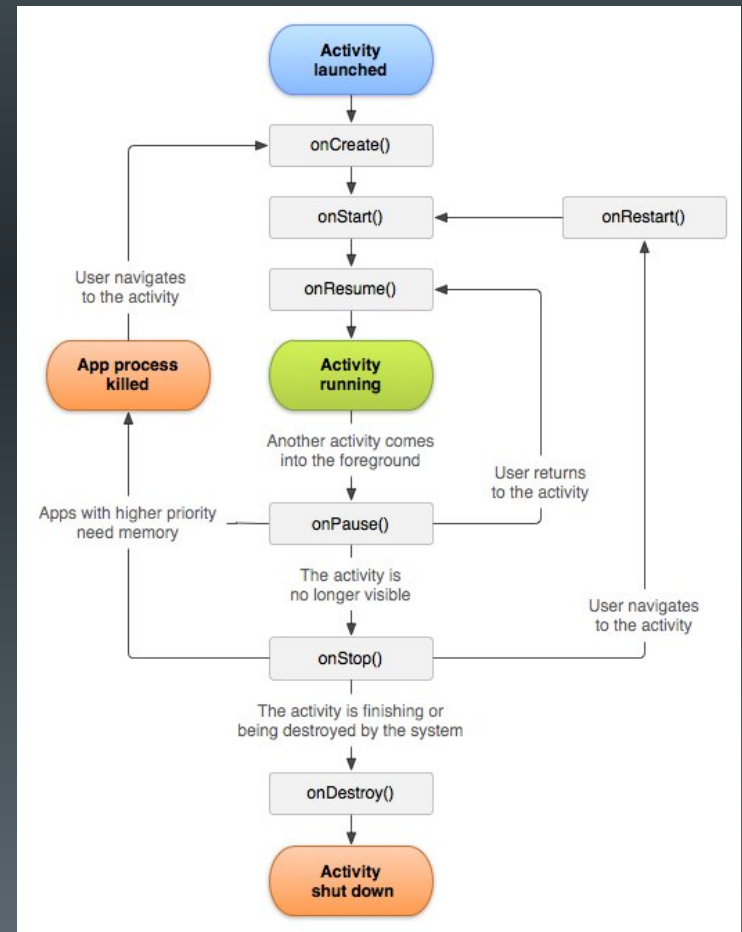 Activity
launched
onCreate()
onStart()
onRestart()
onResume()
User navigates
to the activity
App process
killed
Activity
running
Another activity comes
into the foreground
User returns
to the activity
Apps with higher priority
need memory
onPause()
The activity is
no longer visible
User navigates
to the activity
onStop()
The activity is finishing or
being destroyed by the system
onDestroy()
Activity
shut down